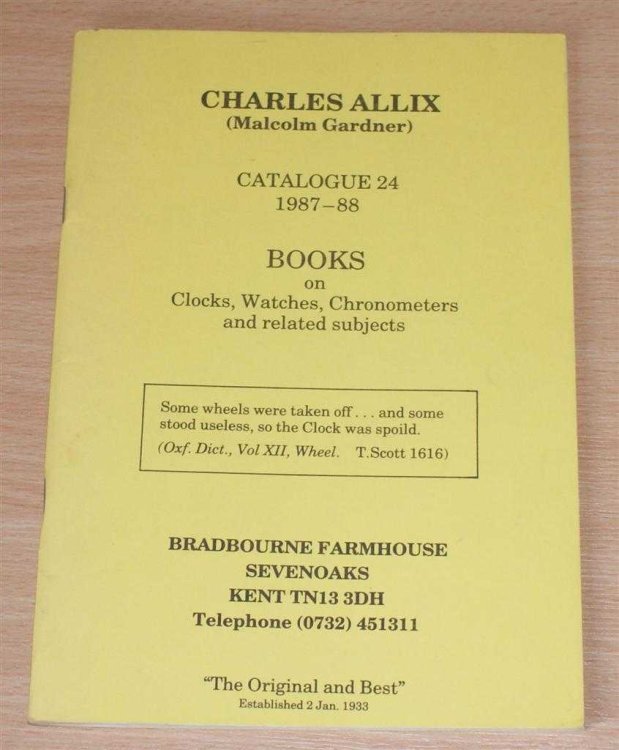 CHARLES ALLIX
(Malcolm Gardner)
CATALOGUE 24
1987–88
BOOKS
on
Clocks, Watches, Chronometers
and related subjects
Some wheels were taken off . . . and some
stood useless, so the Clock was spoild.
(Oxf. Dict., Vol XII, Wheel. T.Scott 1616)
BRADBOURNE FARMHOUSE
SEVENOAKS
KENT TN13 3DH
Telephone (0732) 451311
"The Original and Best"
Established 2 Jan. 1933